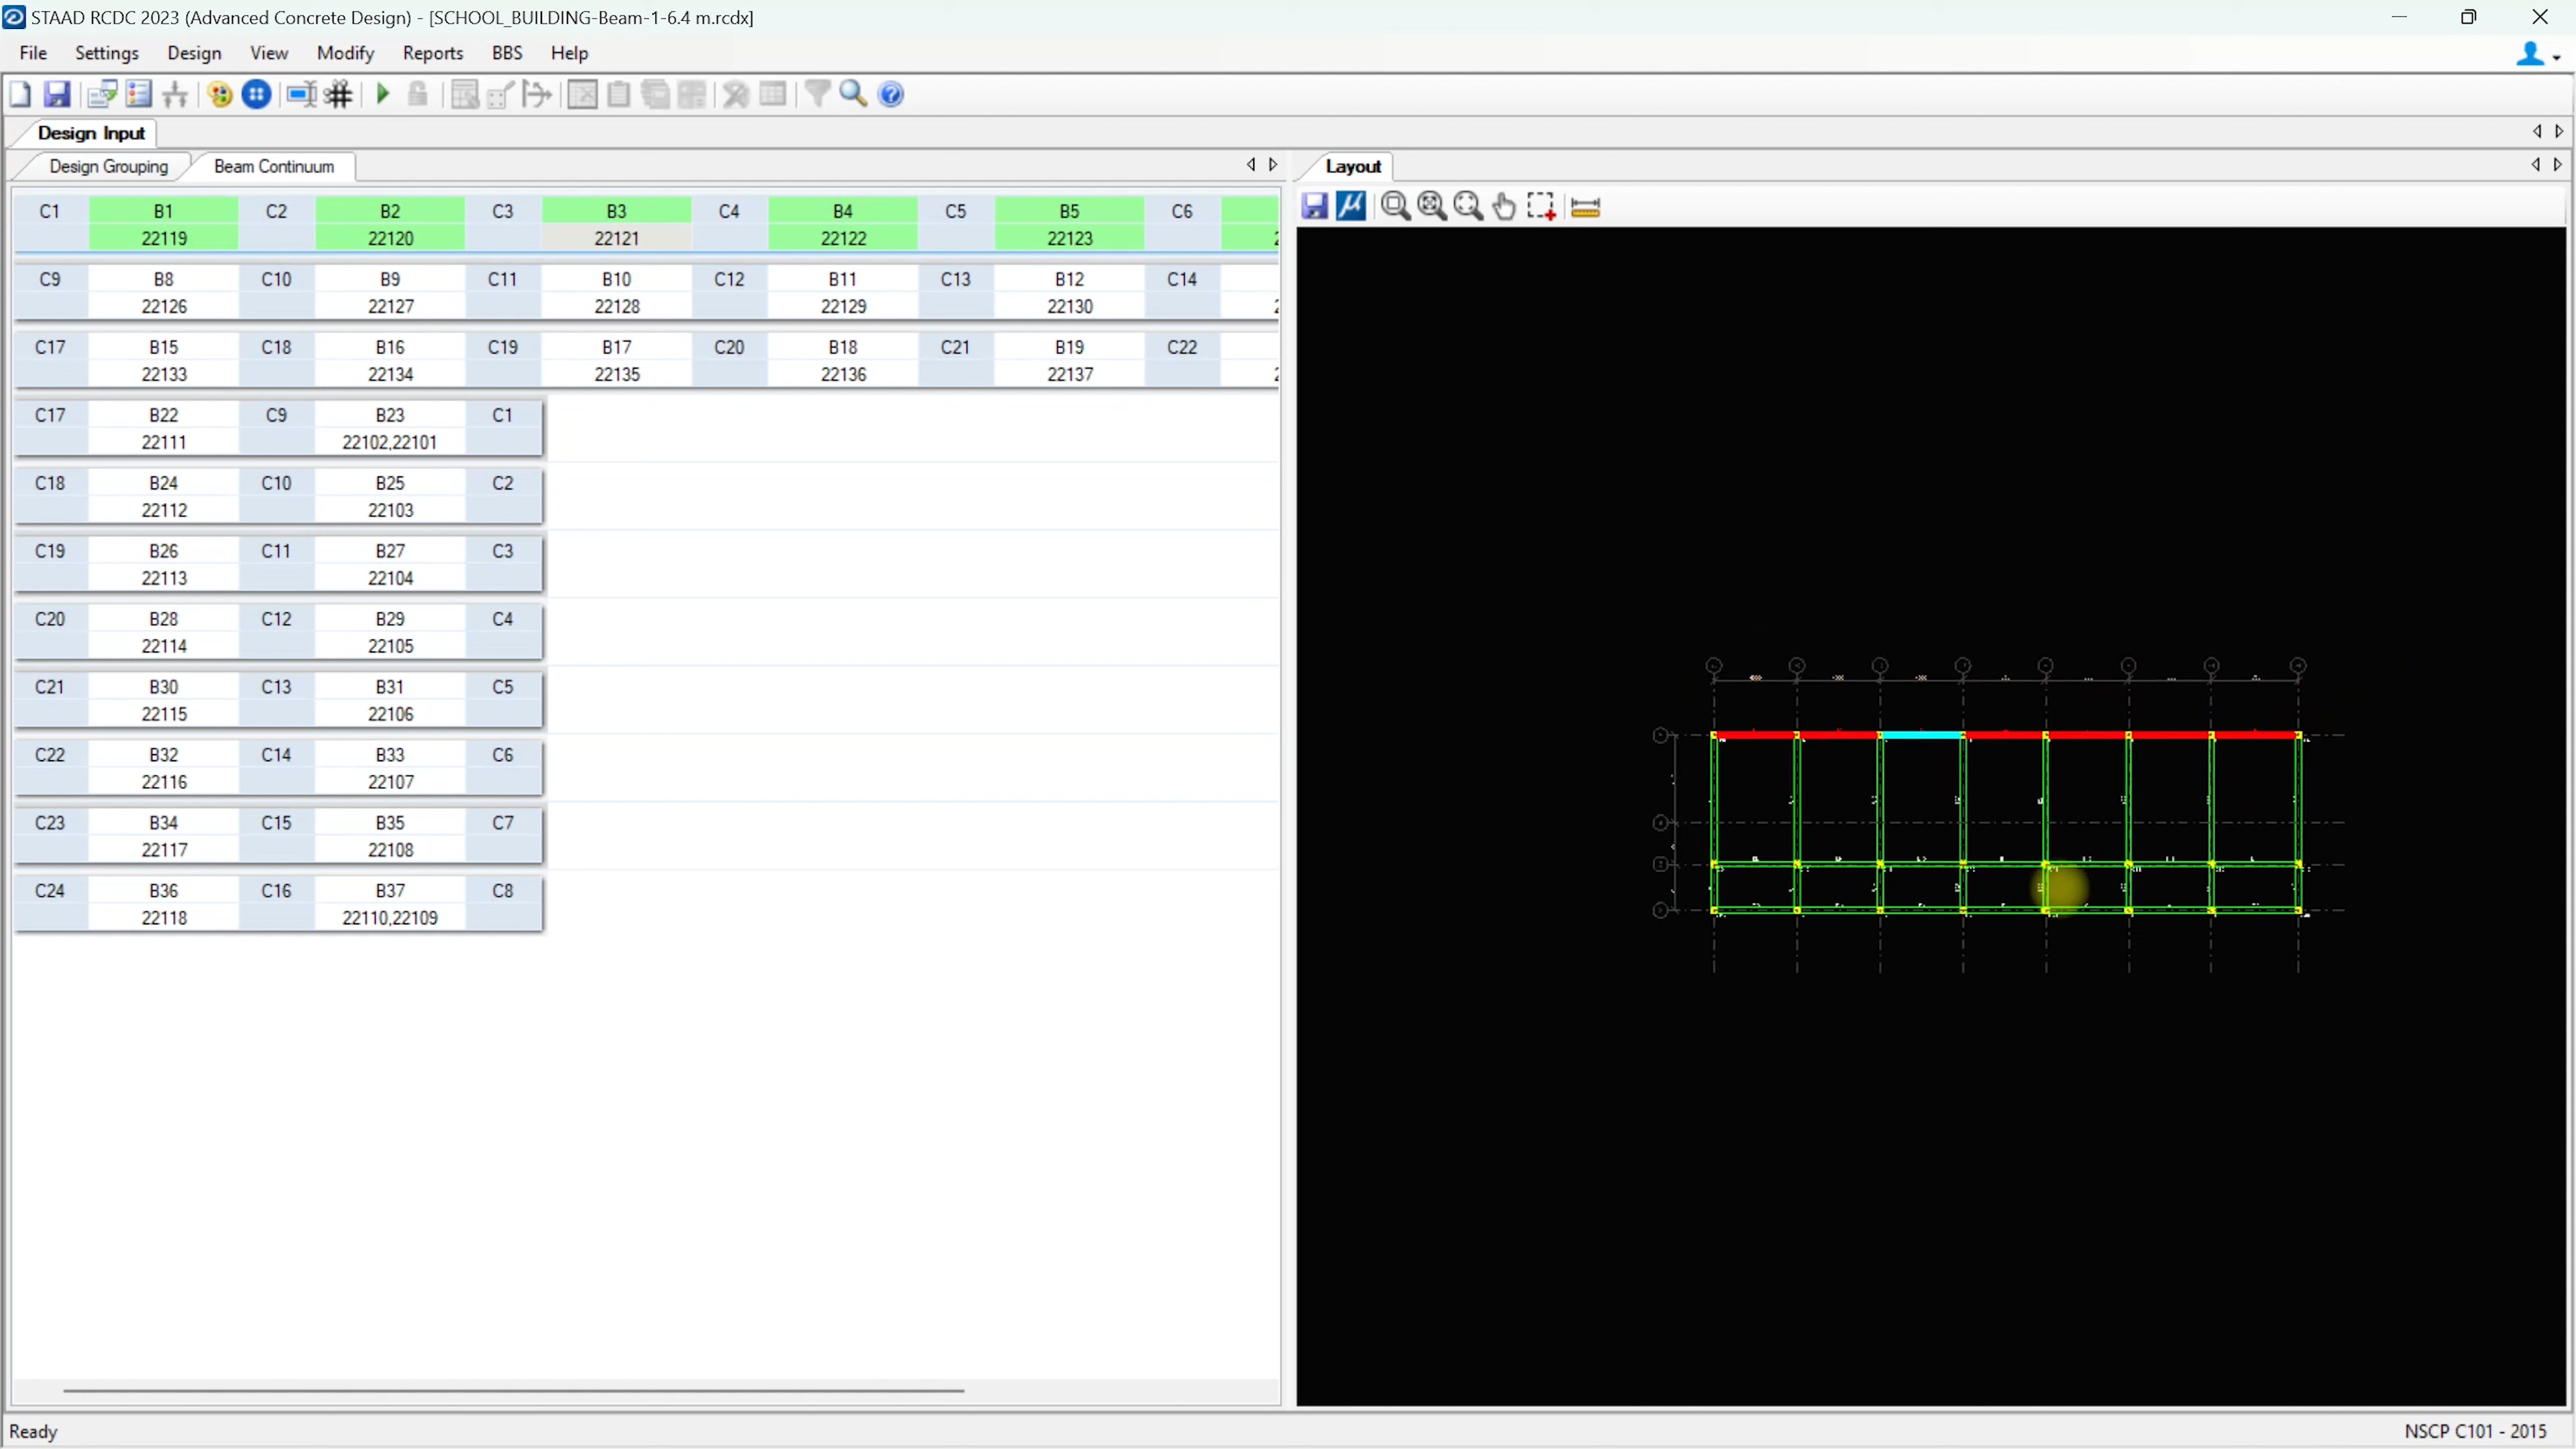 STAAD RCDC 2023 (Advanced Concrete Design) - [SCHOOL_BUILDING-Beam-1-6.4 m.rcdx]
File Settings Design View Modify Reports BBS Help
Design Input
Design Grouping Beam Continuum
Layout
C1 B1 C2 B2 C3 B3 C4 B4 C5 B5 C6
22119 22120 22121 22122 22123
C9 B8 C10 B9 C11 B10 C12 B11 C13 B12 C14
22126 22127 22128 22129 22130
C17 B15 C18 B16 C19 B17 C20 B18 C21 B19 C22
22133 22134 22135 22136 22137
C17 B22 C9 B23 C1
22111 22102,22101
C18 B24 C10 B25 C2
22112 22103
C19 B26 C11 B27 C3
22113 22104
C20 B28 C12 B29 C4
22114 22105
C21 B30 C13 B31 C5
22115 22106
C22 B32 C14 B33 C6
22116 22107
C23 B34 C15 B35 C7
22117 22108
C24 B36 C16 B37 C8
22118 22110,22109
Ready
NSCP C101 - 2015